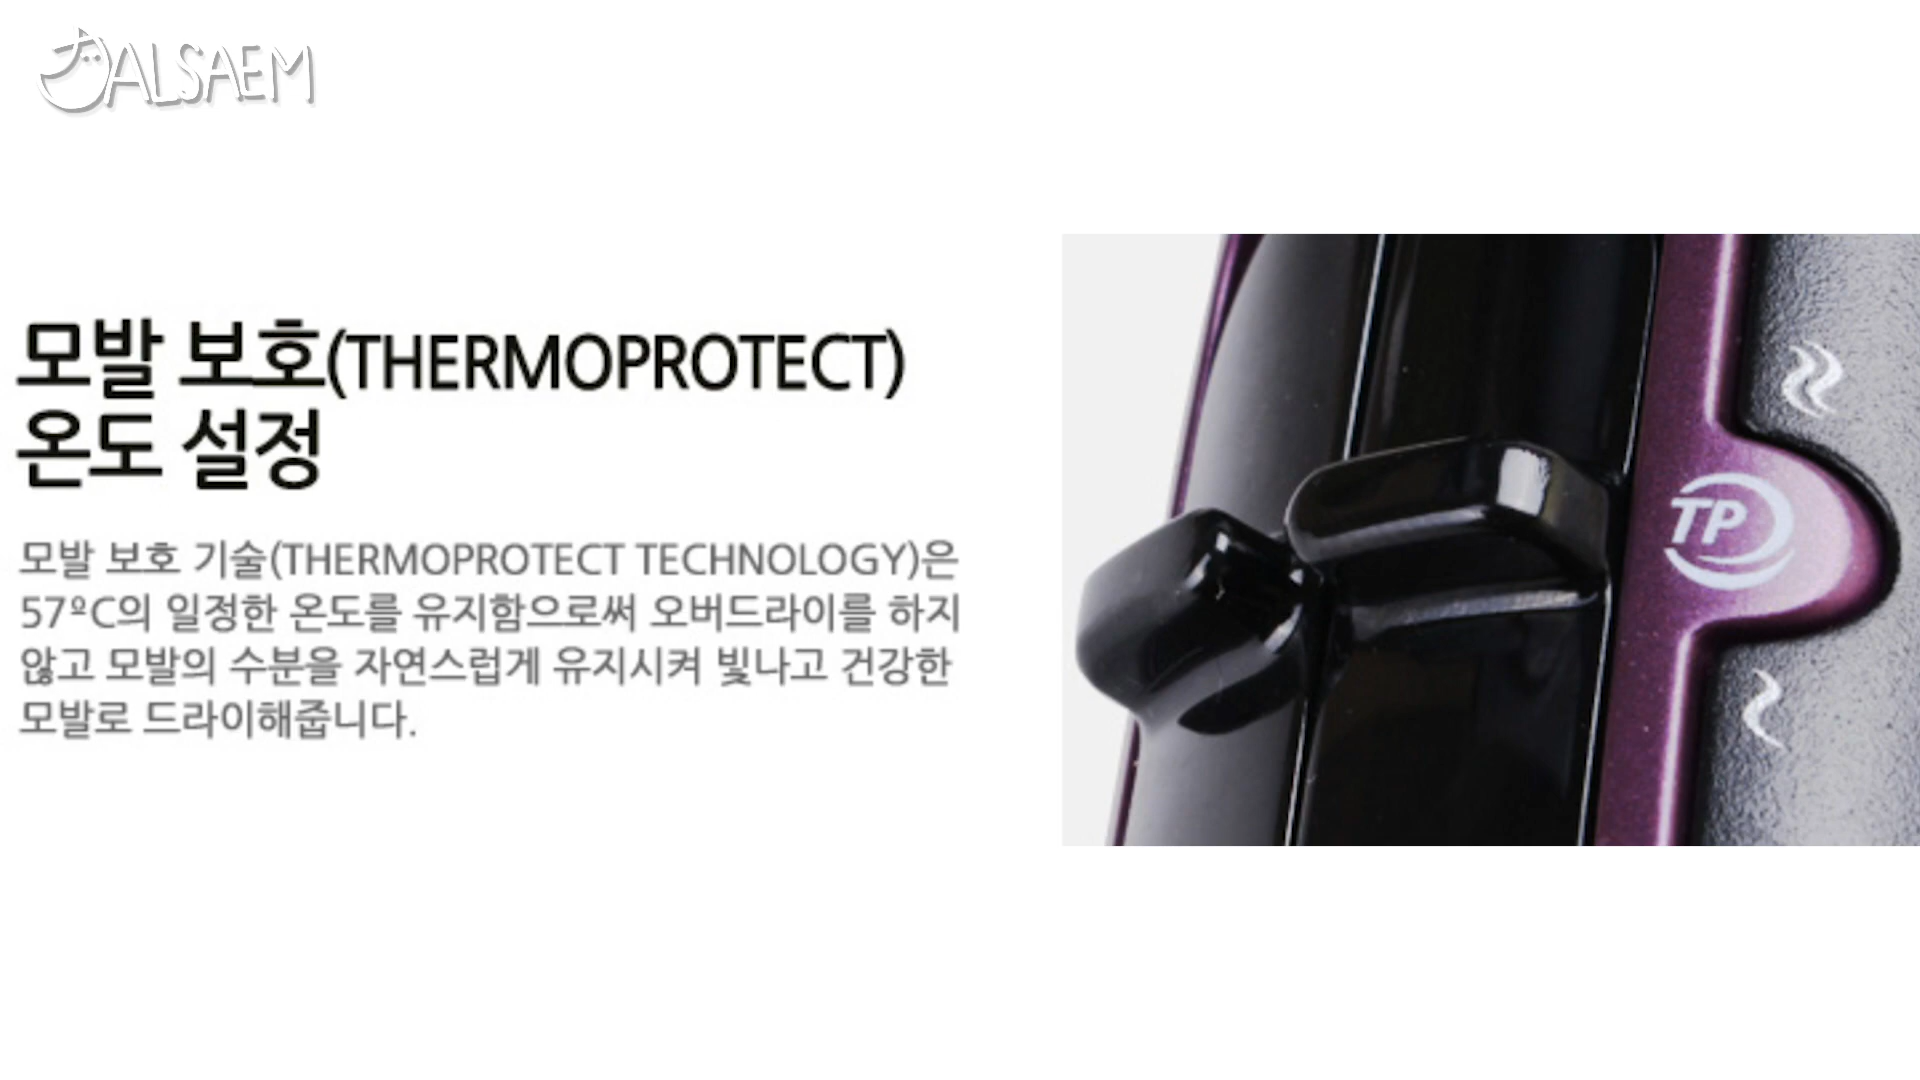 DALSAEM
모발 보호(THERMOPROTECT)
온도 설정
모발 보호 기술(THERMOPROTECT TECHNOLOGY)은
57ºC의 일정한 온도를 유지함으로써 오버드라이를 하지
않고 모발의 수분을 자연스럽게 유지시켜 빛나고 건강한
모발로 드라이해줍니다.
TP